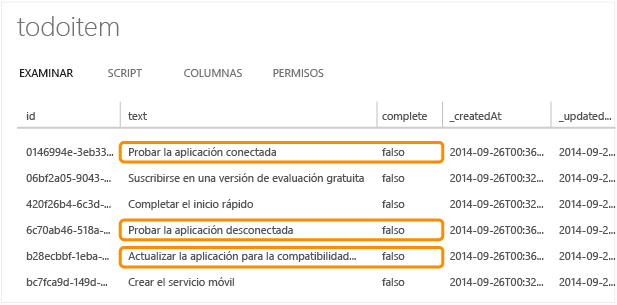 todoitem
EXAMINAR SCRIPT COLUMNAS PERMISOS
id text complete _createdAt _updated...
0146994e-3eb33... Probar la aplicación conectada falso 2014-09-26T00:36... 2014-09-2...
06bf2a05-9043-... Suscribirse en una versión de evaluación gratuita falso 2014-09-26T00:32... 2014-09-2...
420f26b4-6c3d-... Completar el inicio rápido falso 2014-09-26T00:32... 2014-09-2...
6c70ab46-518a-... Probar la aplicación desconectada falso 2014-09-26T00:36... 2014-09-2...
b28ecbbf-1eba-... Actualizar la aplicación para la compatibilidad... falso 2014-09-26T00:36... 2014-09-2...
bc7fca9d-149d-... Crear el servicio móvil falso 2014-09-26T00:32... 2014-09-2...